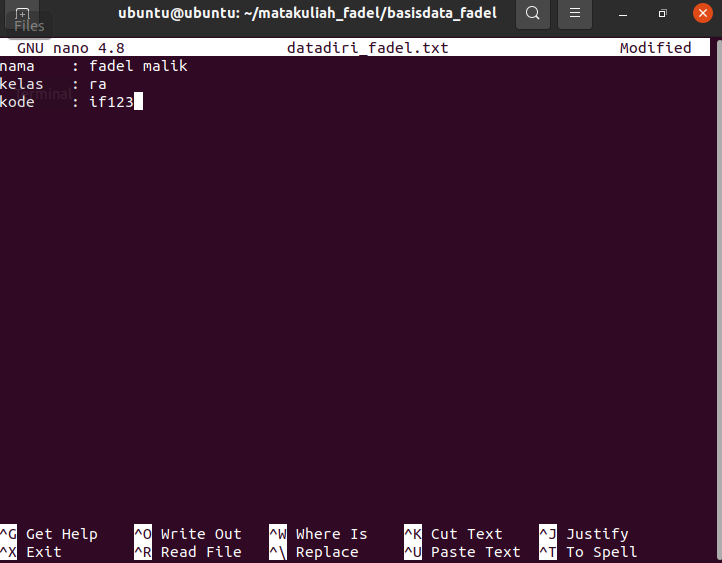 ubuntu@ubuntu: ~/matakuliah_fadel/basisdata_fadel
Files
GNU nano 4.8 datadiri_fadel.txt Modified
nama : fadel malik
kelas : ra
Terminal
kode : if123
^G Get Help ^O Write Out ^W Where Is ^K Cut Text ^J Justify
^X Exit ^R Read File ^\ Replace ^U Paste Text ^T To Spell